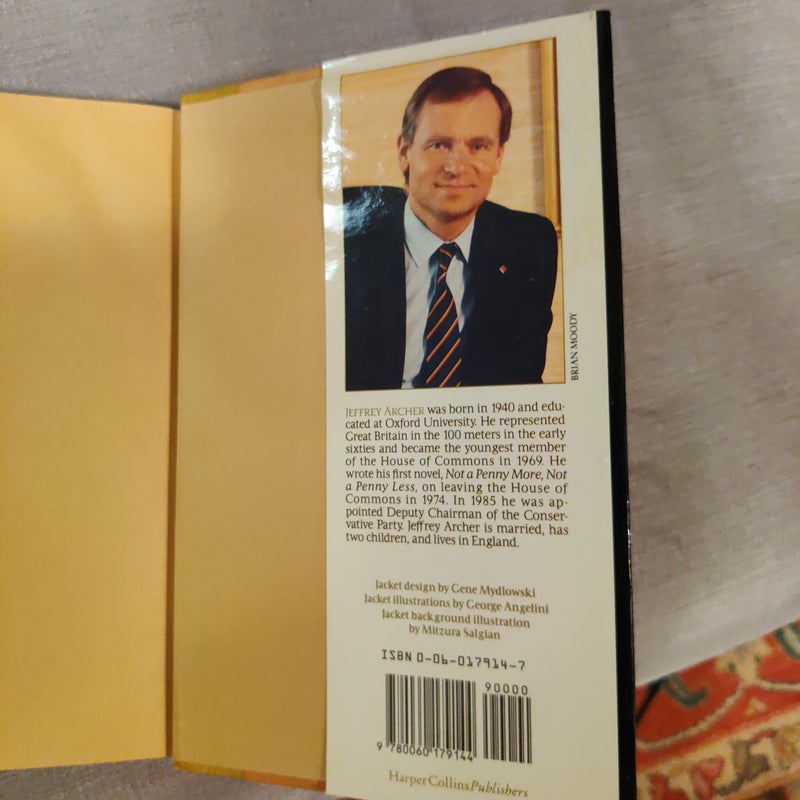 BRIAN MOODY
JEFFREY ARCHER was born in 1940 and edu-
cated at Oxford University. He represented
Great Britain in the 100 meters in the early
sixties and became the youngest member
of the House of Commons in 1969. He
wrote his first novel, Not a Penny More, Not
a Penny Less, on leaving the House of
Commons in 1974. In 1985 he was ap-
pointed Deputy Chairman of the Conser-
vative Party. Jeffrey Archer is married, has
two children, and lives in England.
Jacket design by Gene Mydlowski
Jacket illustrations by George Angelini
Jacket background illustration
by Mitzura Salgian
ISBN 0-06-017914-7
90000
9 780060 179144
HarperCollinsPublishers